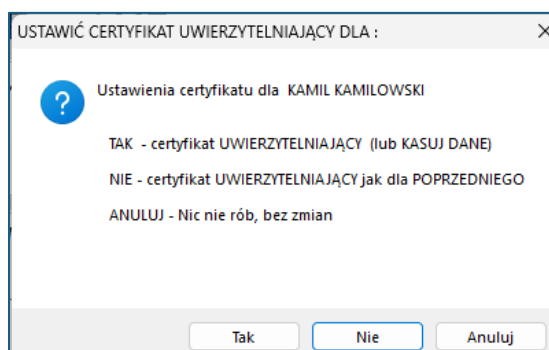 USTAWIĆ CERTYFIKAT UWIERZYTELNIAJĄCY DLA :
Ustawienia certyfikatu dla KAMIL KAMILOWSKI
TAK - certyfikat UWIERZYTELNIAJĄCY (lub KASUJ DANE)
NIE - certyfikat UWIERZYTELNIAJĄCY jak dla POPRZEDNIEGO
ANULUJ - Nic nie rób, bez zmian
Tak Nie Anuluj